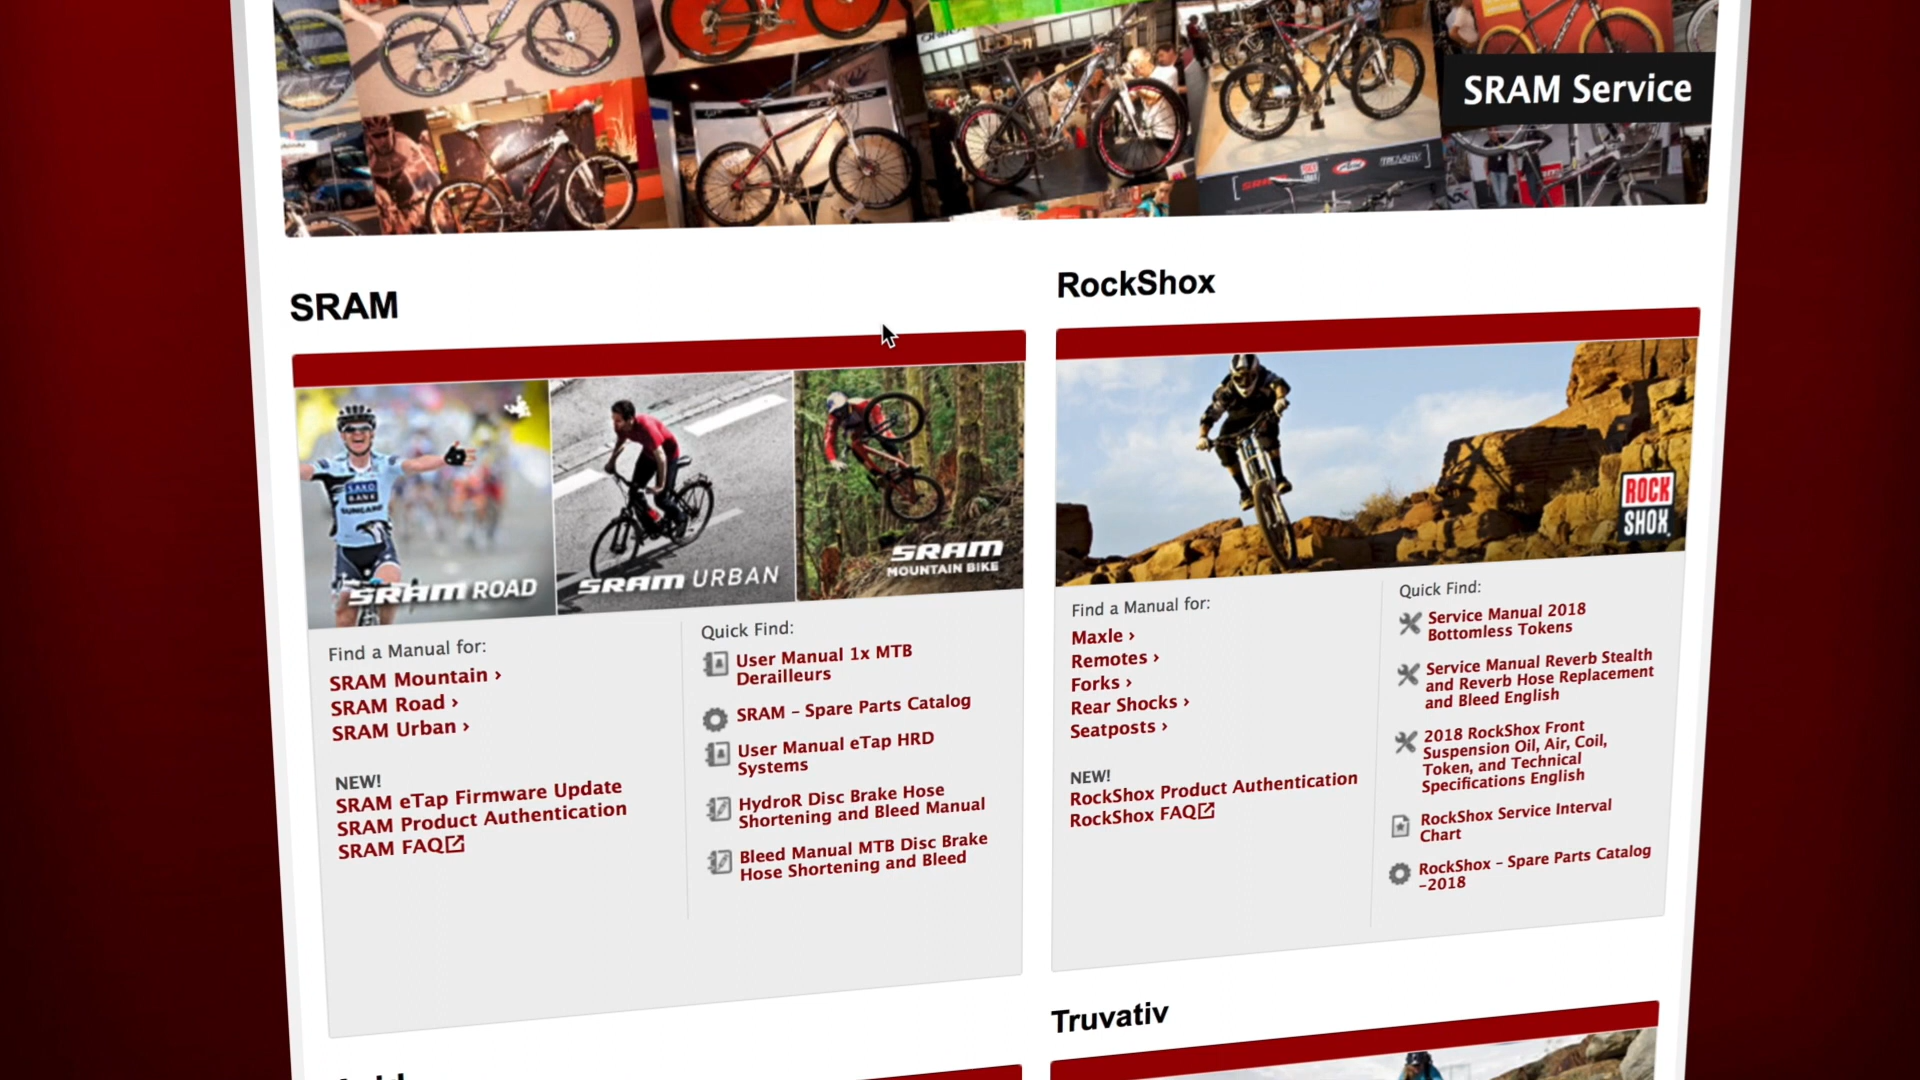 SRAM Service
SRAM
SAXO
BANK
SUNGARD
SRAM ROAD
SRAM URBAN
SRAM
MOUNTAIN BIKE
Find a Manual for:
SRAM Mountain ›
SRAM Road ›
SRAM Urban ›
NEW!
SRAM eTap Firmware Update
SRAM Product Authentication
SRAM FAQ
Quick Find:
User Manual 1x MTB
Derailleurs
SRAM – Spare Parts Catalog
User Manual eTap HRD
Systems
HydroR Disc Brake Hose
Shortening and Bleed Manual
Bleed Manual MTB Disc Brake
Hose Shortening and Bleed
RockShox
ROCK
SHOX
Find a Manual for:
Maxle ›
Remotes ›
Forks ›
Rear Shocks ›
Seatposts ›
NEW!
RockShox Product Authentication
RockShox FAQ
Quick Find:
Service Manual 2018
Bottomless Tokens
Service Manual Reverb Stealth
and Reverb Hose Replacement
and Bleed English
2018 RockShox Front
Suspension Oil, Air, Coil,
Token, and Technical
Specifications English
RockShox Service Interval
Chart
RockShox – Spare Parts Catalog
–2018
Truvativ